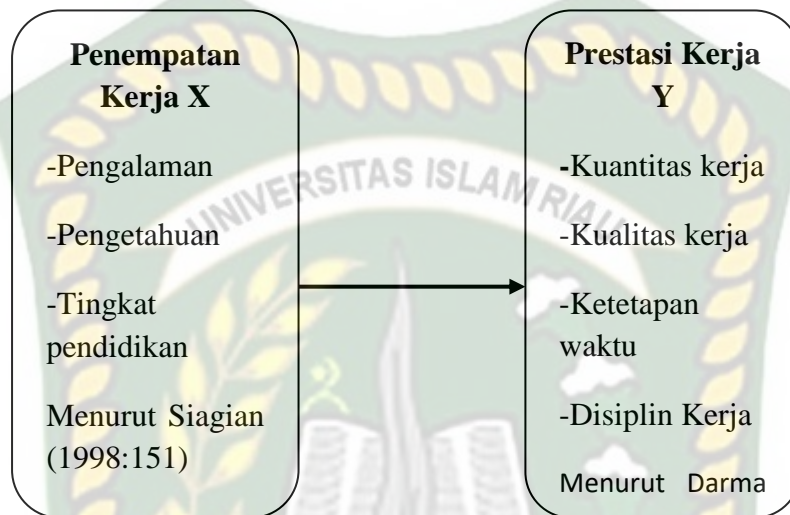 Penempatan
Kerja X
-Pengalaman
-Pengetahuan
-Tingkat
pendidikan
Menurut Siagian
(1998:151)
Prestasi Kerja
Y
-Kuantitas kerja
-Kualitas kerja
-Ketetapan
waktu
-Disiplin Kerja
Menurut Darma
UNIVERSITAS ISLAM RIAU